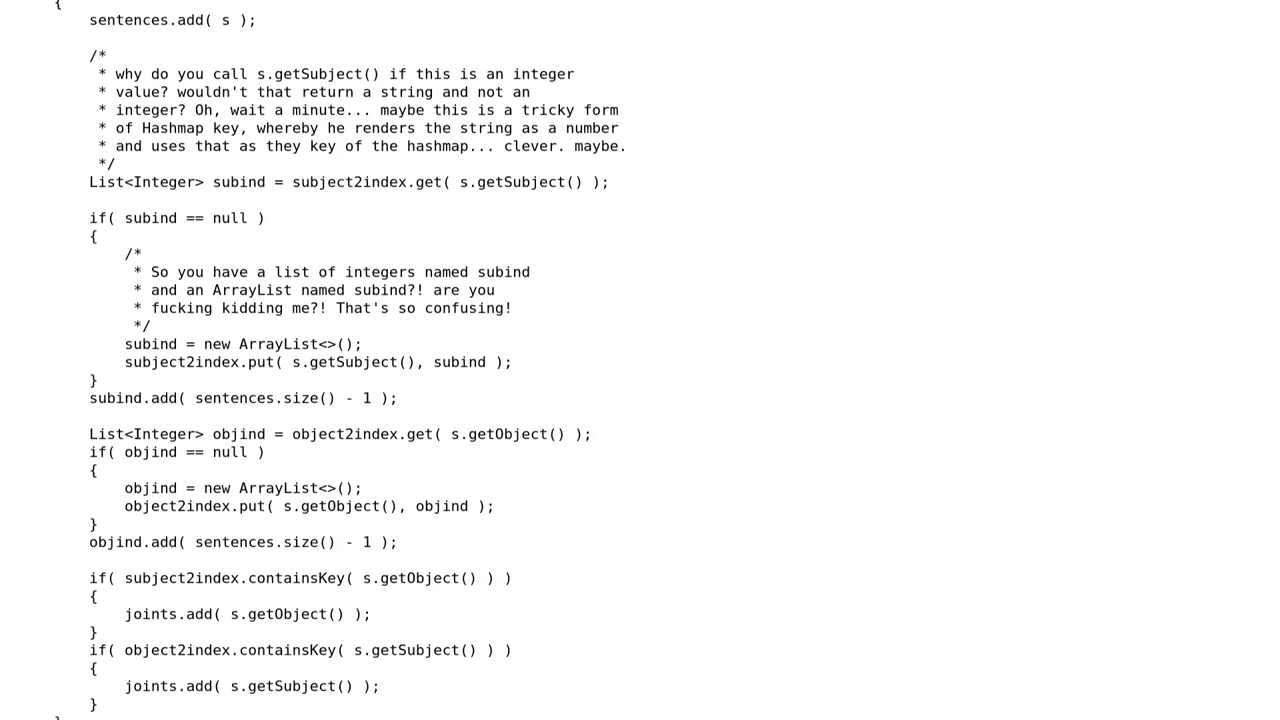 {
sentences.add( s );
/*
* why do you call s.getSubject() if this is an integer
* value? wouldn't that return a string and not an
* integer? Oh, wait a minute... maybe this is a tricky form
* of Hashmap key, whereby he renders the string as a number
* and uses that as they key of the hashmap... clever. maybe.
*/
List<Integer> subind = subject2index.get( s.getSubject() );
if( subind == null )
{
/*
* So you have a list of integers named subind
* and an ArrayList named subind?! are you
* fucking kidding me?! That's so confusing!
*/
subind = new ArrayList<>();
subject2index.put( s.getSubject(), subind );
}
subind.add( sentences.size() - 1 );
List<Integer> objind = object2index.get( s.getObject() );
if( objind == null )
{
objind = new ArrayList<>();
object2index.put( s.getObject(), objind );
}
objind.add( sentences.size() - 1 );
if( subject2index.containsKey( s.getObject() ) )
{
joints.add( s.getObject() );
}
if( object2index.containsKey( s.getSubject() ) )
{
joints.add( s.getSubject() );
}
}